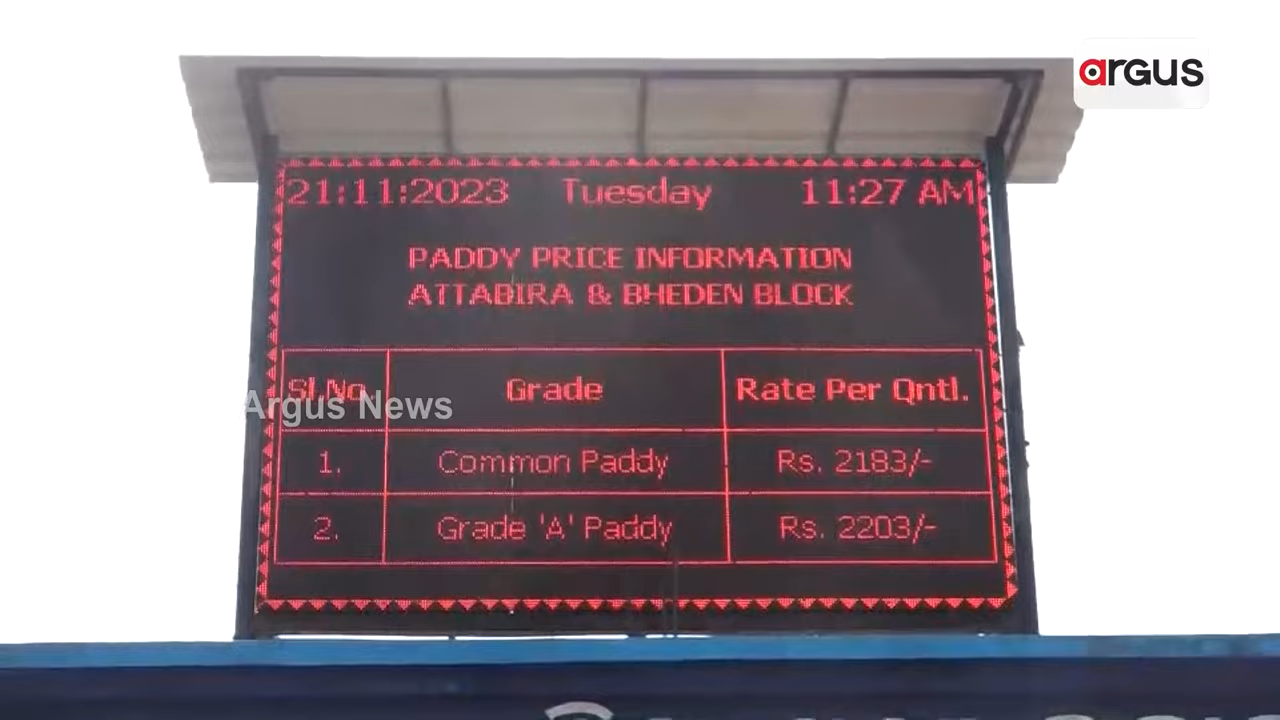 argus
21:11:2023 Tuesday 11:27 AM
PADDY PRICE INFORMATION
ATTABIRA & BHEDEN BLOCK
Sl.No. Grade Rate Per Qntl.
Argus News
1. Common Paddy Rs. 2183/-
2. Grade 'A' Paddy Rs. 2203/-